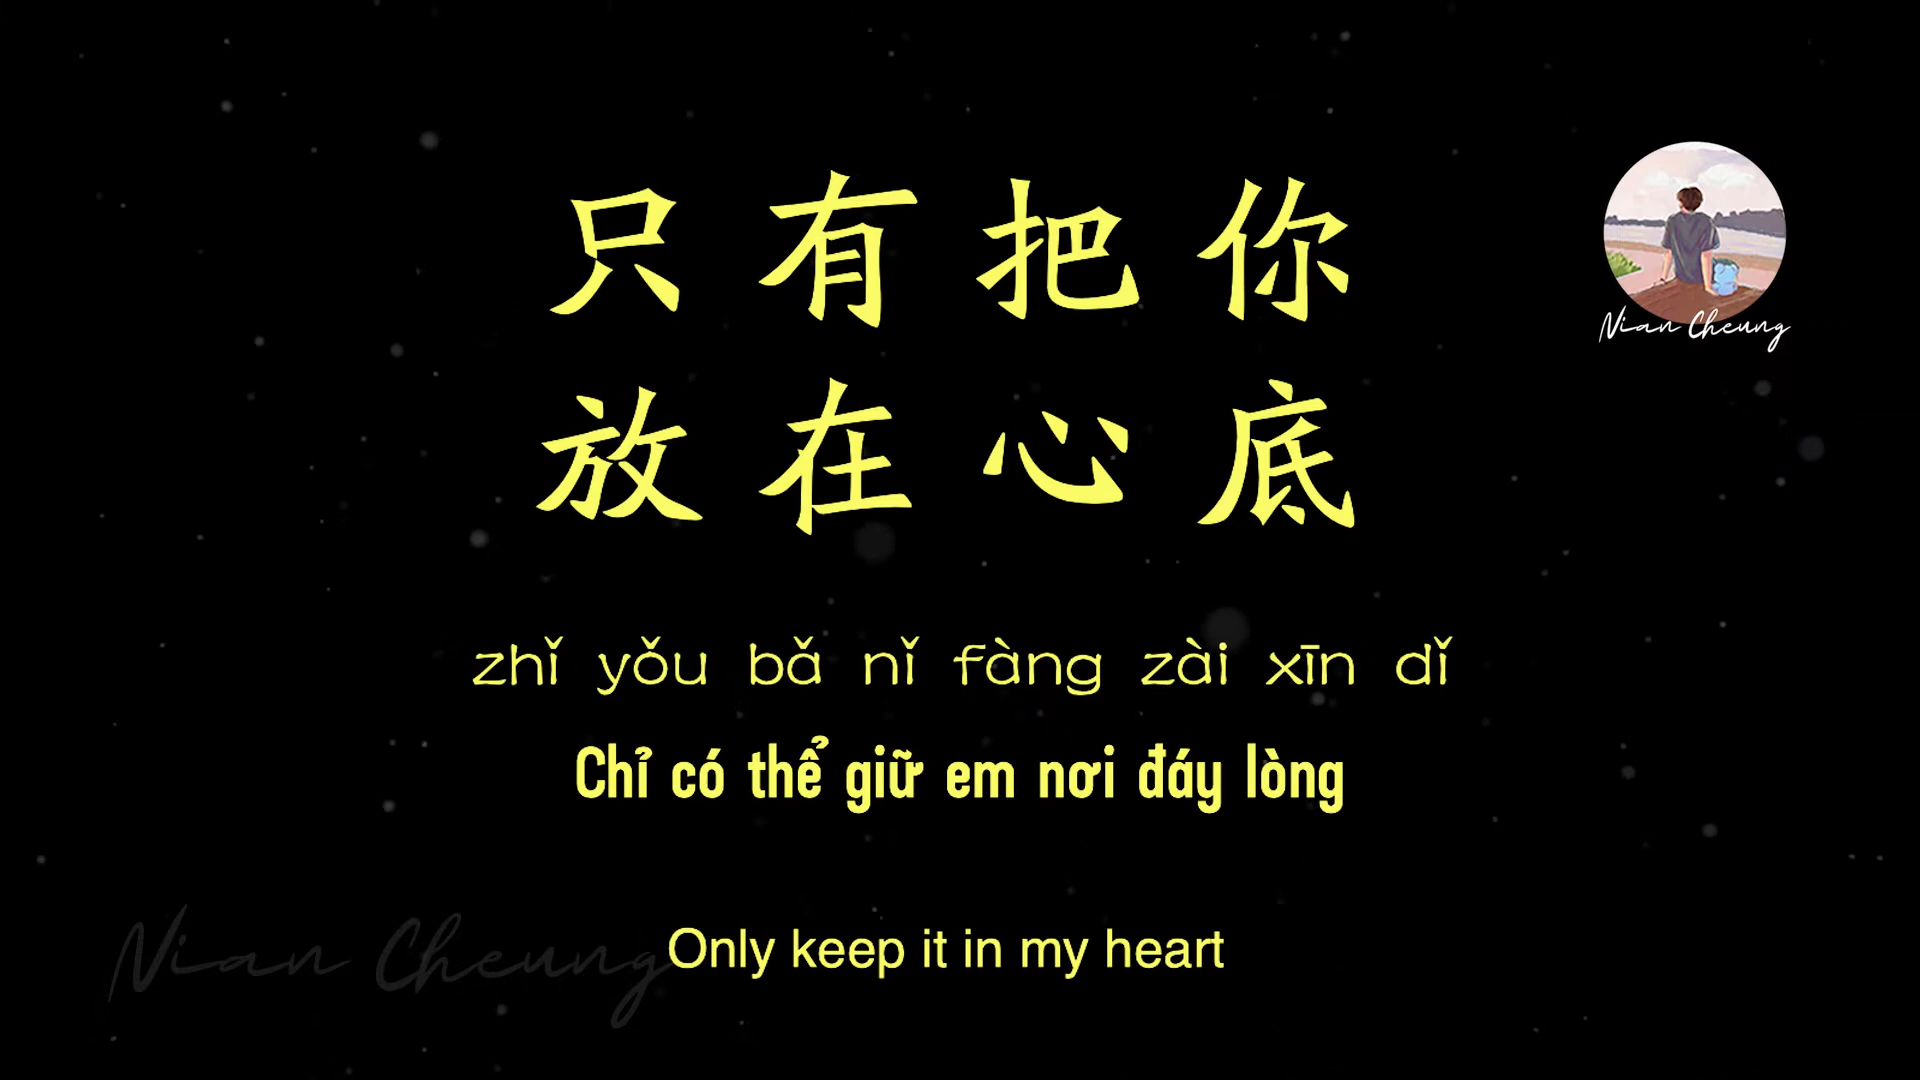 只有把你
放在心底
zhǐ yǒu bǎ nǐ fàng zài xīn dǐ
Chỉ có thể giữ em nơi đáy lòng
Only keep it in my heart
Nian Cheung
Nian Cheung